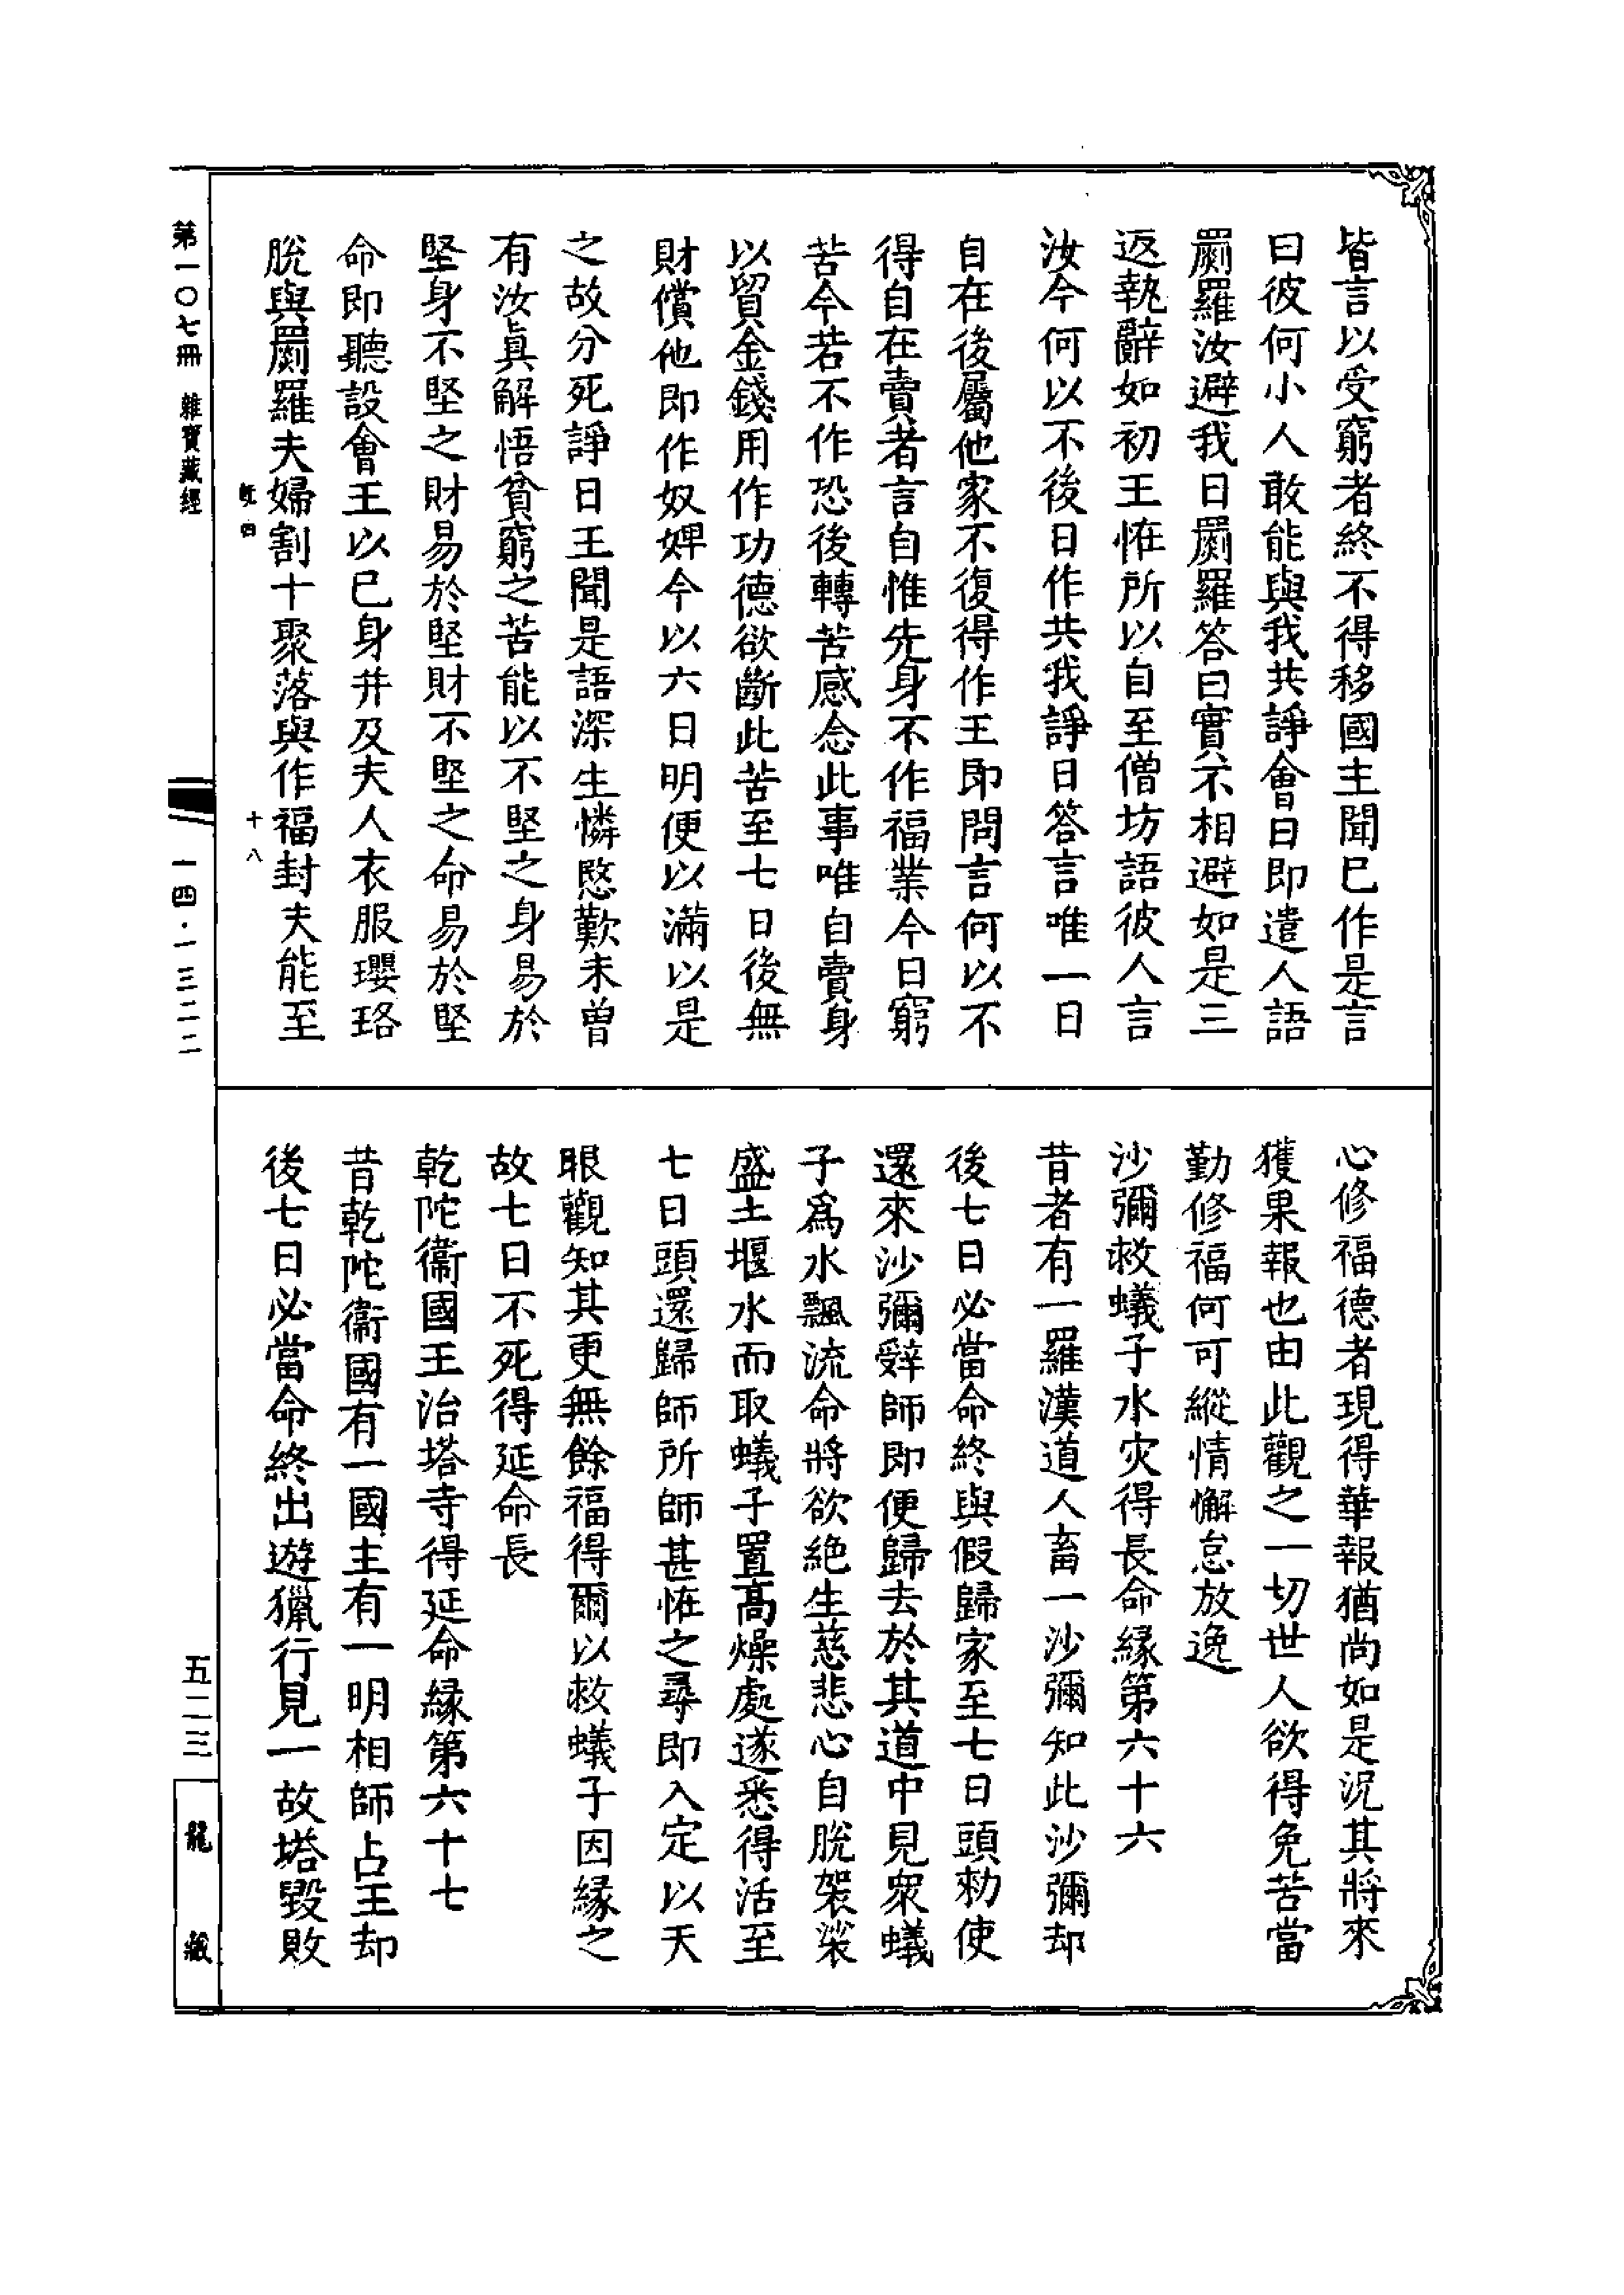 皆言以受窮者終不得移國主聞已作是言
曰彼何小人敢能與我共諍會日即遣人語
罽羅汝避我日罽羅答曰實不相避如是三
返執辭如初王恠所以自至僧坊語彼人言
汝今何以不後日作共我諍日答言唯一日
自在後屬他家不復得作王即問言何以不
得自在賣者言自惟先身不作福業今日窮
苦今若不作恐後轉苦感念此事唯自賣身
以貿金錢用作功德欲斷此苦至七日後無
財償他即作奴婢今以六日明便以滿以是
之故分死諍日王聞是語深生憐愍歎未曾
有汝真解悟貧窮之苦能以不堅之身易於
堅身不堅之財易於堅財不堅之命易於堅
命即聽設會王以已身并及夫人衣服瓔珞
脫與罽羅夫婦割十聚落與作福封夫能至
心修福德者現得華報猶尚如是況其將來
獲果報也由此觀之一切世人欲得免苦當
勤修福何可縱情懈怠放逸
沙彌救蟻子水灾得長命緣第六十六
昔者有一羅漢道人畜一沙彌知此沙彌却
後七日必當命終與假歸家至七日頭勑使
還來沙彌辭師即便歸去於其道中見衆蟻
子為水飄流命將欲絕生慈悲心自脫袈裟
盛土堰水而取蟻子置高燥處遂悉得活至
七日頭還歸師所師甚恠之尋即入定以天
眼觀知其更無餘福得爾以救蟻子因緣之
故七日不死得延命長
乾陀衞國王治塔寺得延命緣第六十七
昔乾陀衞國有一國主有一明相師占王却
後七日必當命終出遊獵行見一故塔毀敗
第一〇七冊 雜寶藏經
四
十八
一四·一三二二
五二三
龍藏